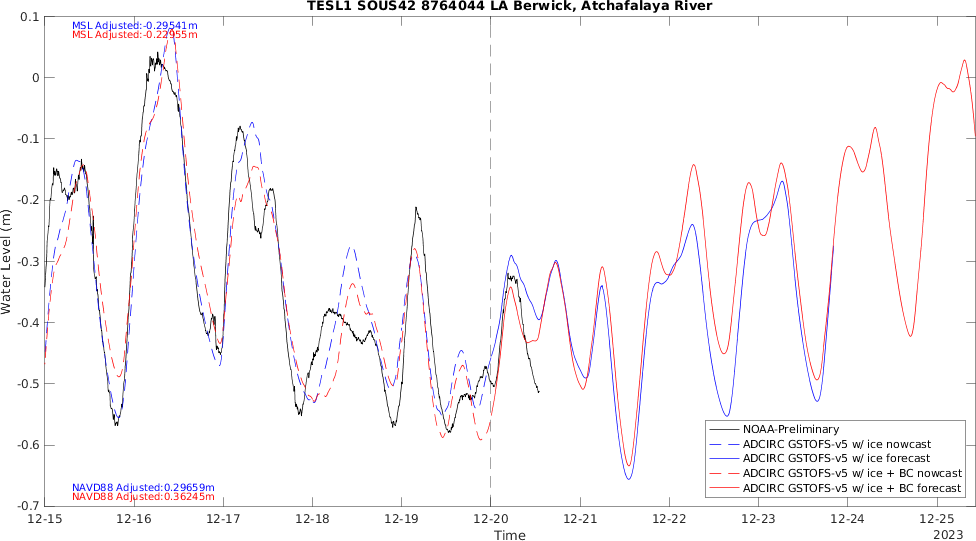 TESL1 SOUS42 8764044 LA Berwick, Atchafalaya River
MSL Adjusted:-0.29541m
MSL Adjusted:-0.22955m
0.1
0
-0.1
-0.2
-0.3
-0.4
-0.5
-0.6
-0.7
Water Level (m)
NOAA-Preliminary
ADCIRC GSTOFS-v5 w/ ice nowcast
ADCIRC GSTOFS-v5 w/ ice forecast
ADCIRC GSTOFS-v5 w/ ice + BC nowcast
ADCIRC GSTOFS-v5 w/ ice + BC forecast
NAVD88 Adjusted:0.29659m
NAVD88 Adjusted:0.36245m
12-15 12-16 12-17 12-18 12-19 12-20 12-21 12-22 12-23 12-24 12-25
Time
2023